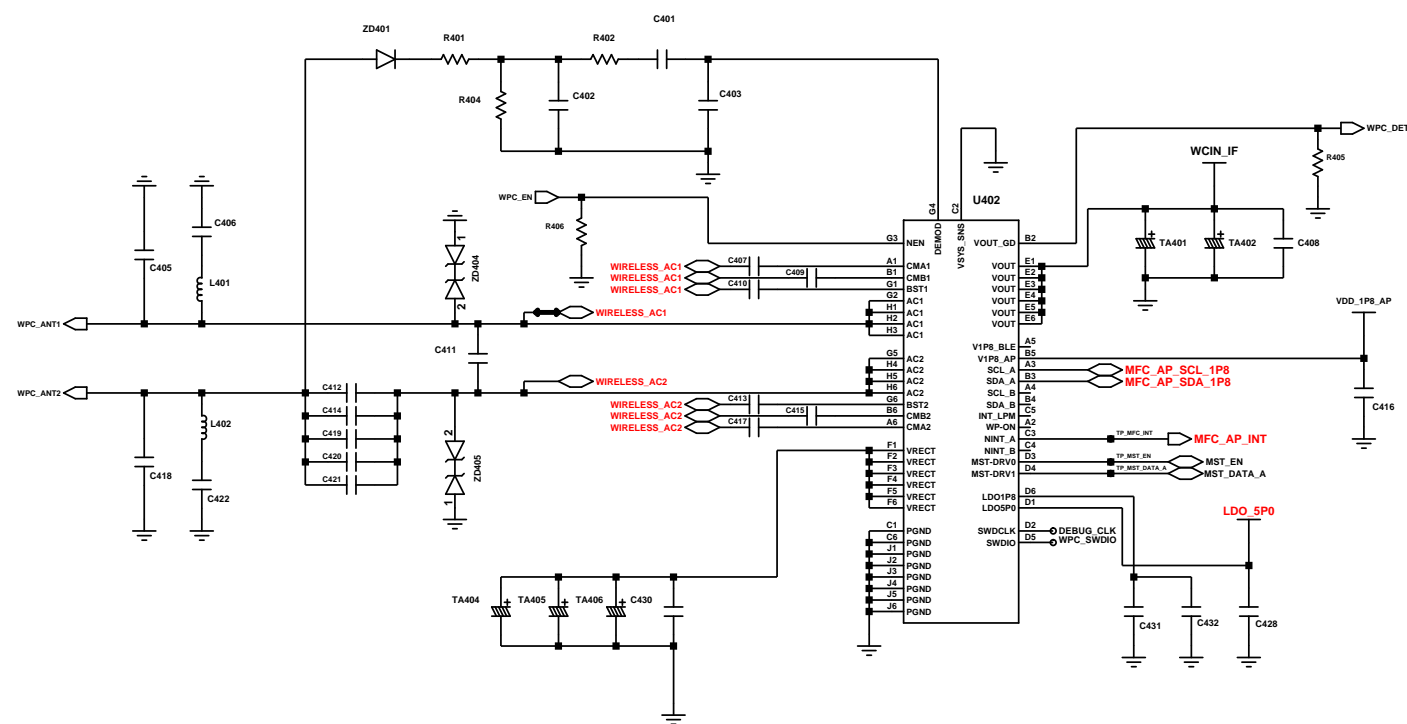 C401
ZD401
R401
R402
R404
C402
C403
WPC_DET
R405
WCIN_IF
WPC_EN
R406
G4
C2
U402
DEMOD
VSYS_SNS
C406
C405
L401
ZD404
1
2
WPC_ANT1
C411
WPC_ANT2
C412
C414
C419
C420
C421
L402
C418
C422
ZD405
2
1
WIRELESS_AC1 C407
WIRELESS_AC1 C409
WIRELESS_AC1 C410
WIRELESS_AC1
WIRELESS_AC2
WIRELESS_AC2 C413
WIRELESS_AC2 C415
WIRELESS_AC2 C417
G3 NEN
A1 CMA1
B1 CMB1
G1 BST1
G2 AC1
H1 AC1
H2 AC1
H3 AC1
G5 AC2
H4 AC2
H5 AC2
H6 AC2
G6 BST2
B6 CMB2
A6 CMA2
F1 VRECT
F2 VRECT
F3 VRECT
F4 VRECT
F5 VRECT
F6 VRECT
C1 PGND
C6 PGND
J1 PGND
J2 PGND
J3 PGND
J4 PGND
J5 PGND
J6 PGND
VOUT_GD B2
VOUT E1
VOUT E2
VOUT E3
VOUT E4
VOUT E5
VOUT E6
V1P8_BLE A5
V1P8_AP B5
SCL_A A3 MFC_AP_SCL_1P8
SDA_A B3 MFC_AP_SDA_1P8
SCL_B A4
SDA_B B4
INT_LPM C5
WP-ON A2
NINT_A C3 TP_MFC_INT MFC_AP_INT
NINT_B C4
MST-DRV0 D3 TP_MST_EN MST_EN
MST-DRV1 D4 TP_MST_DATA_A MST_DATA_A
LDO1P8 D6
LDO5P0 D1
SWDCLK D2 DEBUG_CLK
SWDIO D5 WPC_SWDIO
TA401
+
TA402
+
C408
VDD_1P8_AP
C416
LDO_5P0
C431
C432
C428
TA404
+
TA405
+
TA406
+
C430